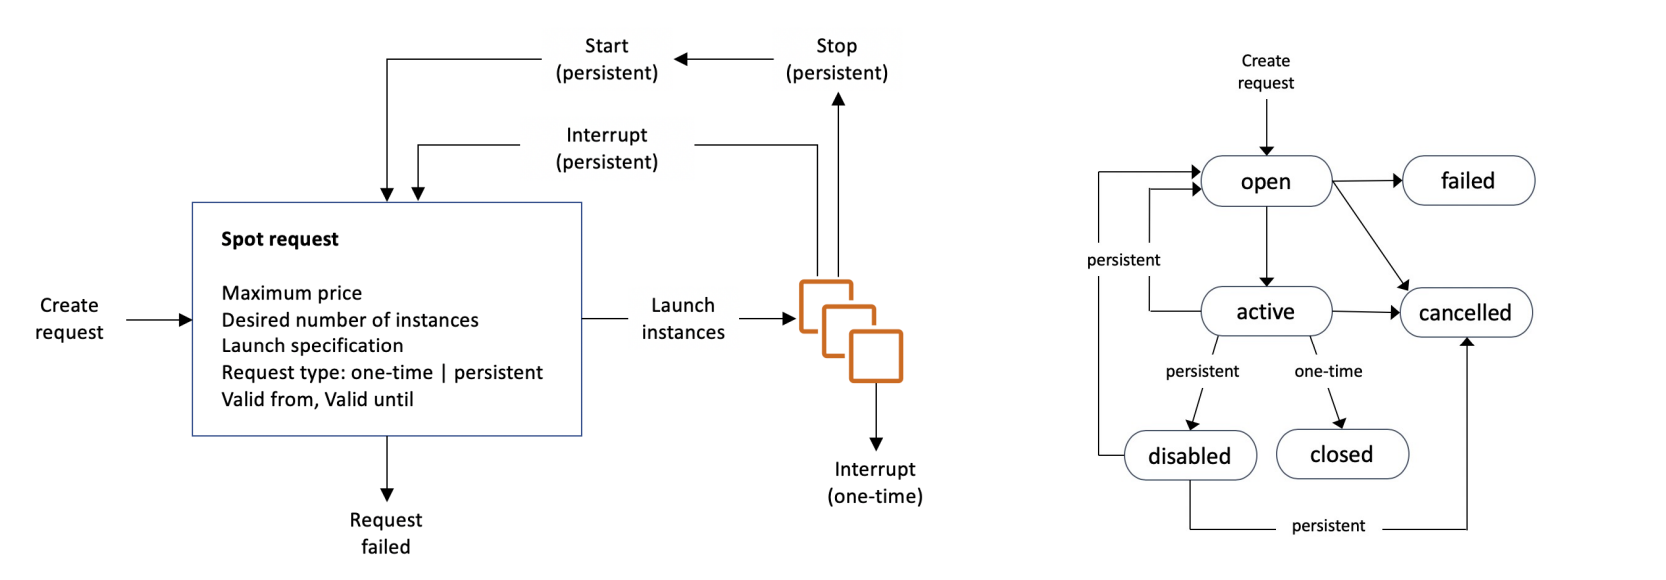 Start
(persistent)
Stop
(persistent)
Interrupt
(persistent)
Spot request
Maximum price
Desired number of instances
Launch specification
Request type: one-time | persistent
Valid from, Valid until
Create
request
Launch
instances
Interrupt
(one-time)
Request
failed
Create
request
open
failed
persistent
active
cancelled
persistent
one-time
disabled
closed
persistent